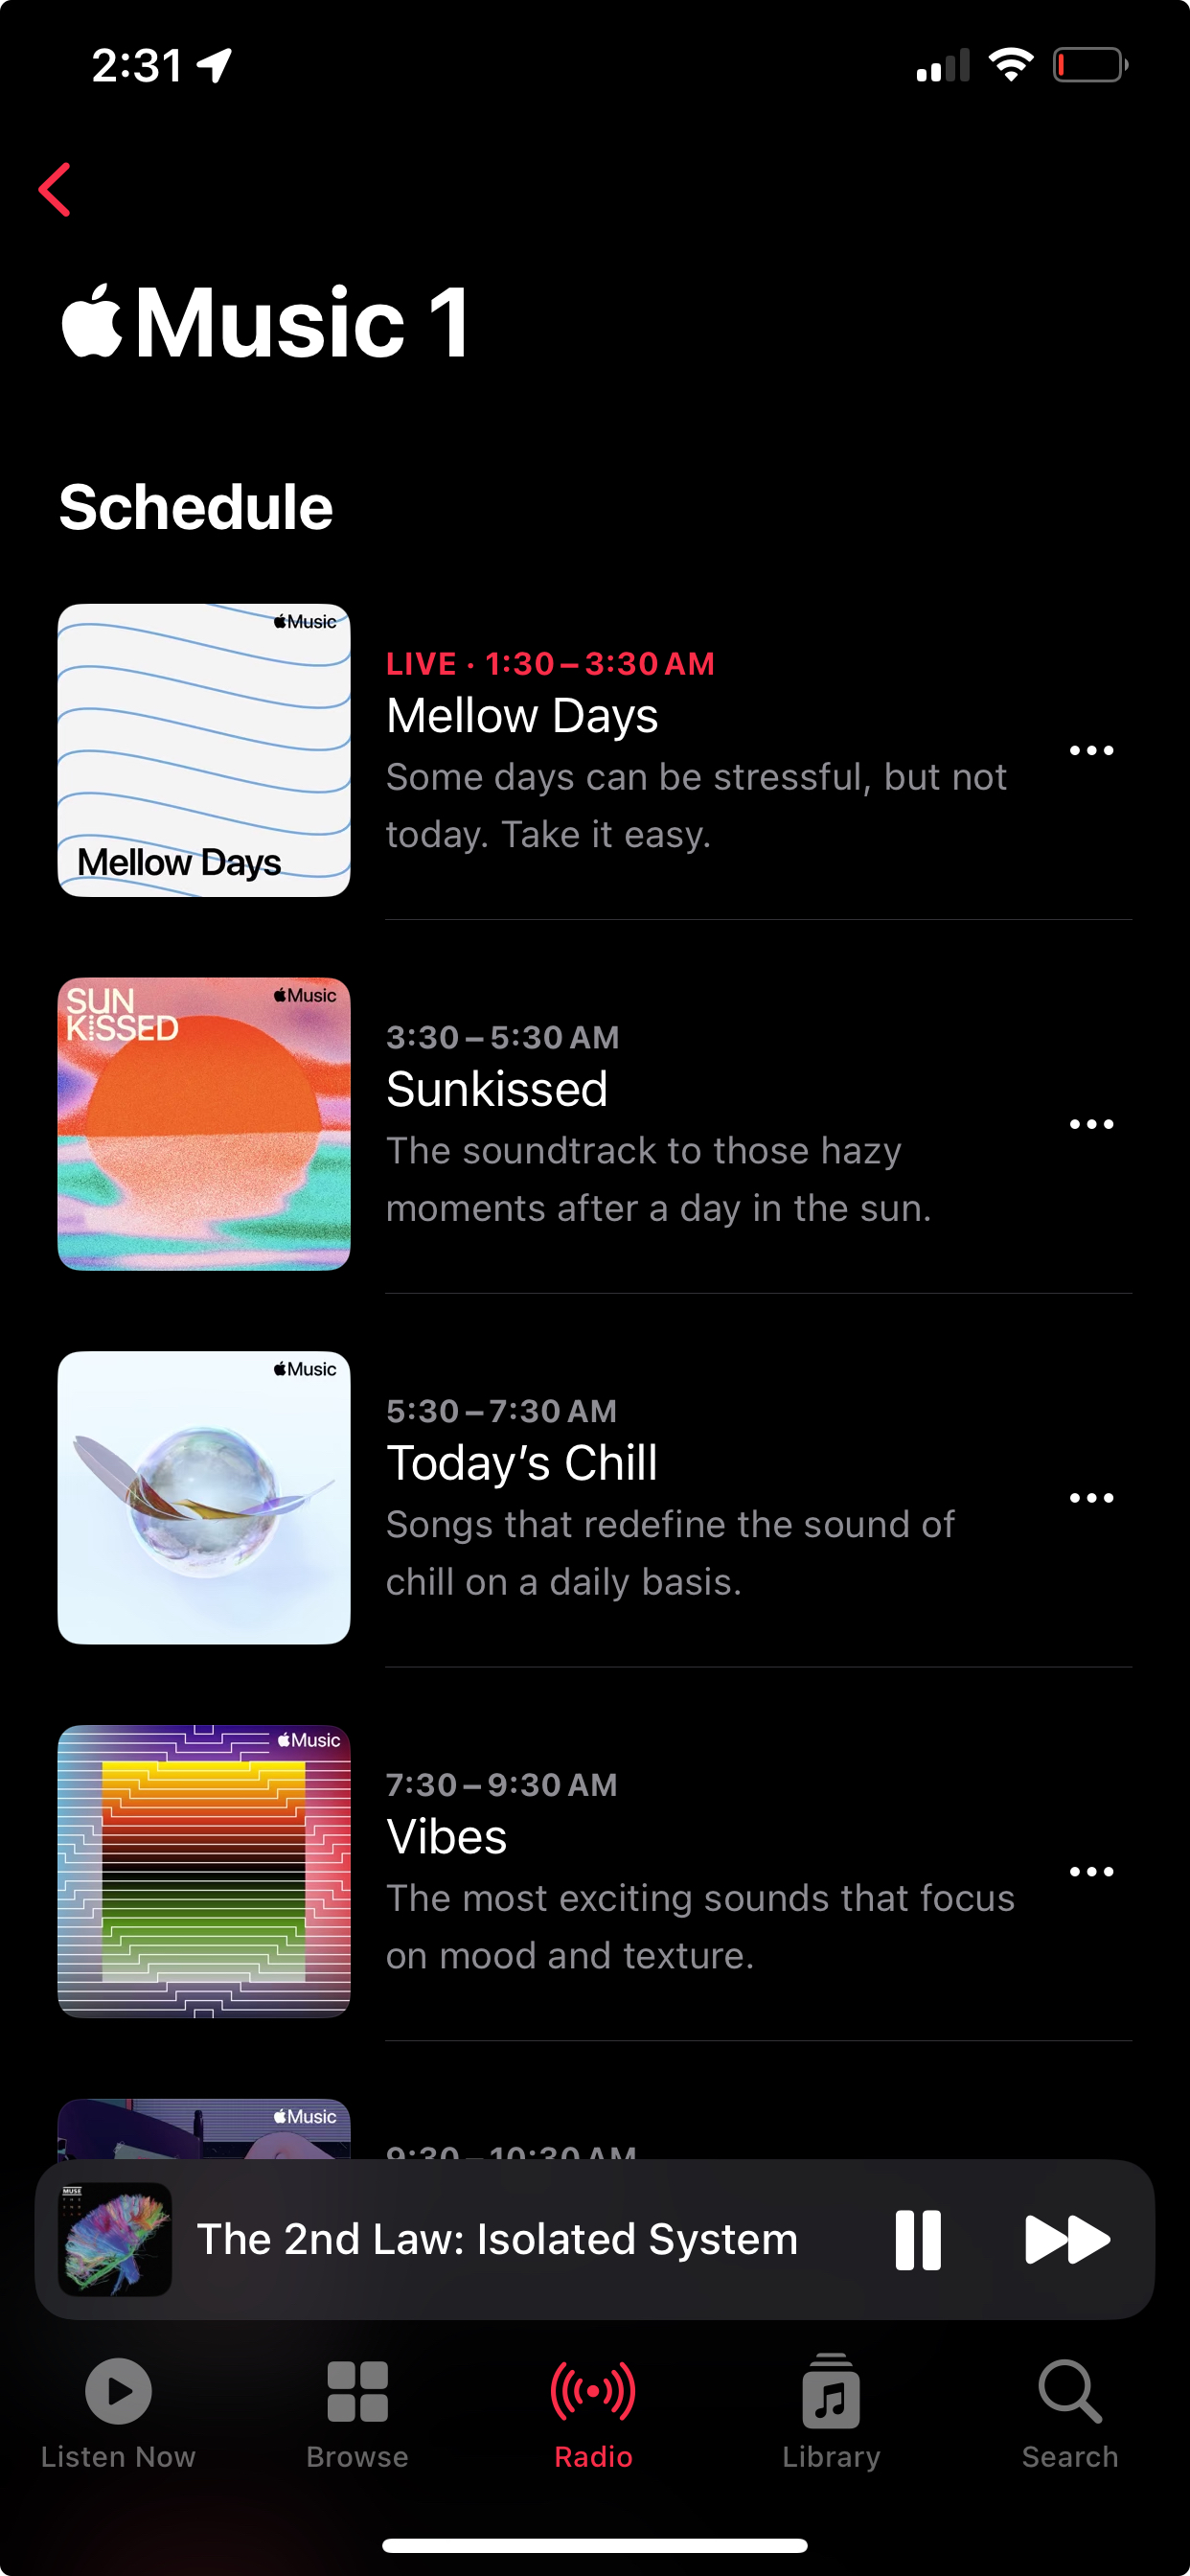 2:31
Music 1
Schedule
Music
Mellow Days
LIVE · 1:30 – 3:30 AM
Mellow Days
Some days can be stressful, but not
today. Take it easy.
SUN
KISSED
Music
3:30 – 5:30 AM
Sunkissed
The soundtrack to those hazy
moments after a day in the sun.
Music
5:30 – 7:30 AM
Today’s Chill
Songs that redefine the sound of
chill on a daily basis.
Music
7:30 – 9:30 AM
Vibes
The most exciting sounds that focus
on mood and texture.
Music
9:30 – 10:30 AM
MUSE
The 2nd Law: Isolated System
Listen Now
Browse
Radio
Library
Search